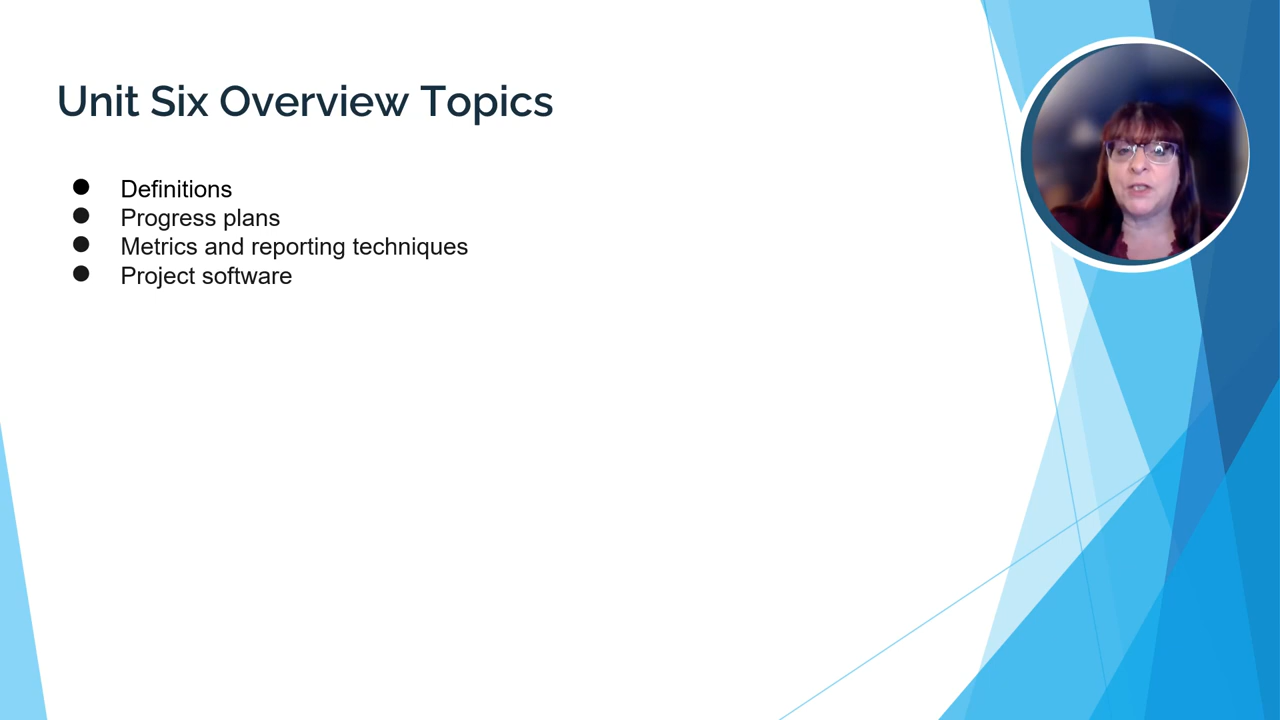 Unit Six Overview Topics
● Definitions
● Progress plans
● Metrics and reporting techniques
● Project software